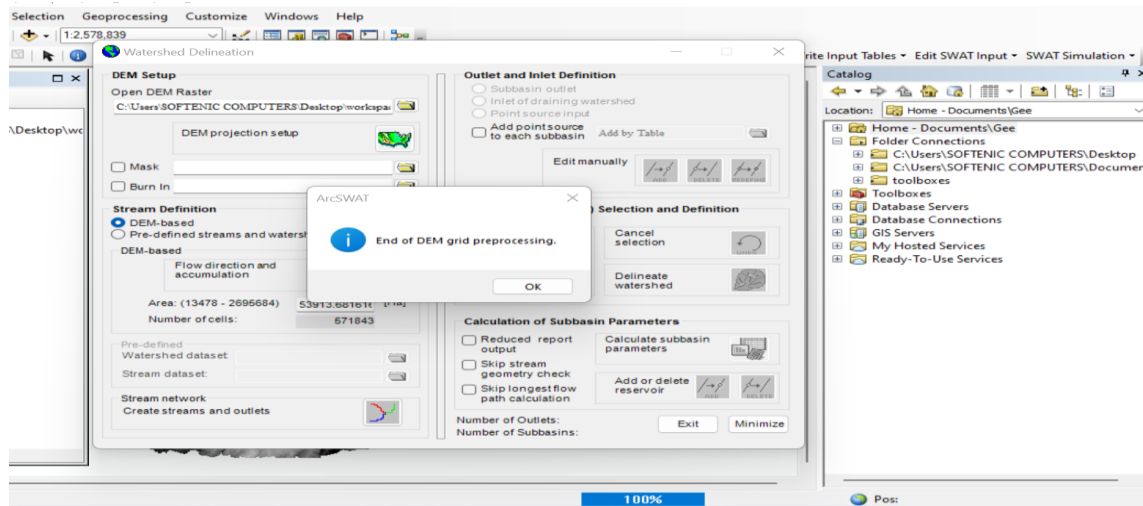 Selection Geoprocessing Customize Windows Help
1:2,578,839
Watershed Delineation
rite Input Tables Edit SWAT Input SWAT Simulation
DEM Setup
Open DEM Raster
C:\Users\SOFTENIC COMPUTERS\Desktop\workspa
DEM projection setup
Mask
Burn In
\Desktop\wc
Stream Definition
DEM-based
Pre-defined streams and watersh
DEM-based
Flow direction and
accumulation
Area: (13478 - 2695684) 53913.681616 [Ha]
Number of cells: 571843
Pre-defined
Watershed dataset
Stream dataset:
Stream network
Create streams and outlets
ArcSWAT
End of DEM grid preprocessing.
OK
Outlet and Inlet Definition
Subbasin outlet
Inlet of draining watershed
Point source input
Add point source
to each subbasin
Add by Table
Edit manually
ADD DELETE REDEFINE
) Selection and Definition
Cancel
selection
Delineate
watershed
Calculation of Subbasin Parameters
Reduced report
output
Skip stream
geometry check
Skip longest flow
path calculation
Calculate subbasin
parameters
Add or delete
reservoir
ADD DELETE
Number of Outlets:
Number of Subbasins:
Exit Minimize
Catalog
Location: Home - Documents\Gee
Home - Documents\Gee
Folder Connections
C:\Users\SOFTENIC COMPUTERS\Desktop
C:\Users\SOFTENIC COMPUTERS\Documer
toolboxes
Toolboxes
Database Servers
Database Connections
GIS Servers
My Hosted Services
Ready-To-Use Services
100%
Pos: